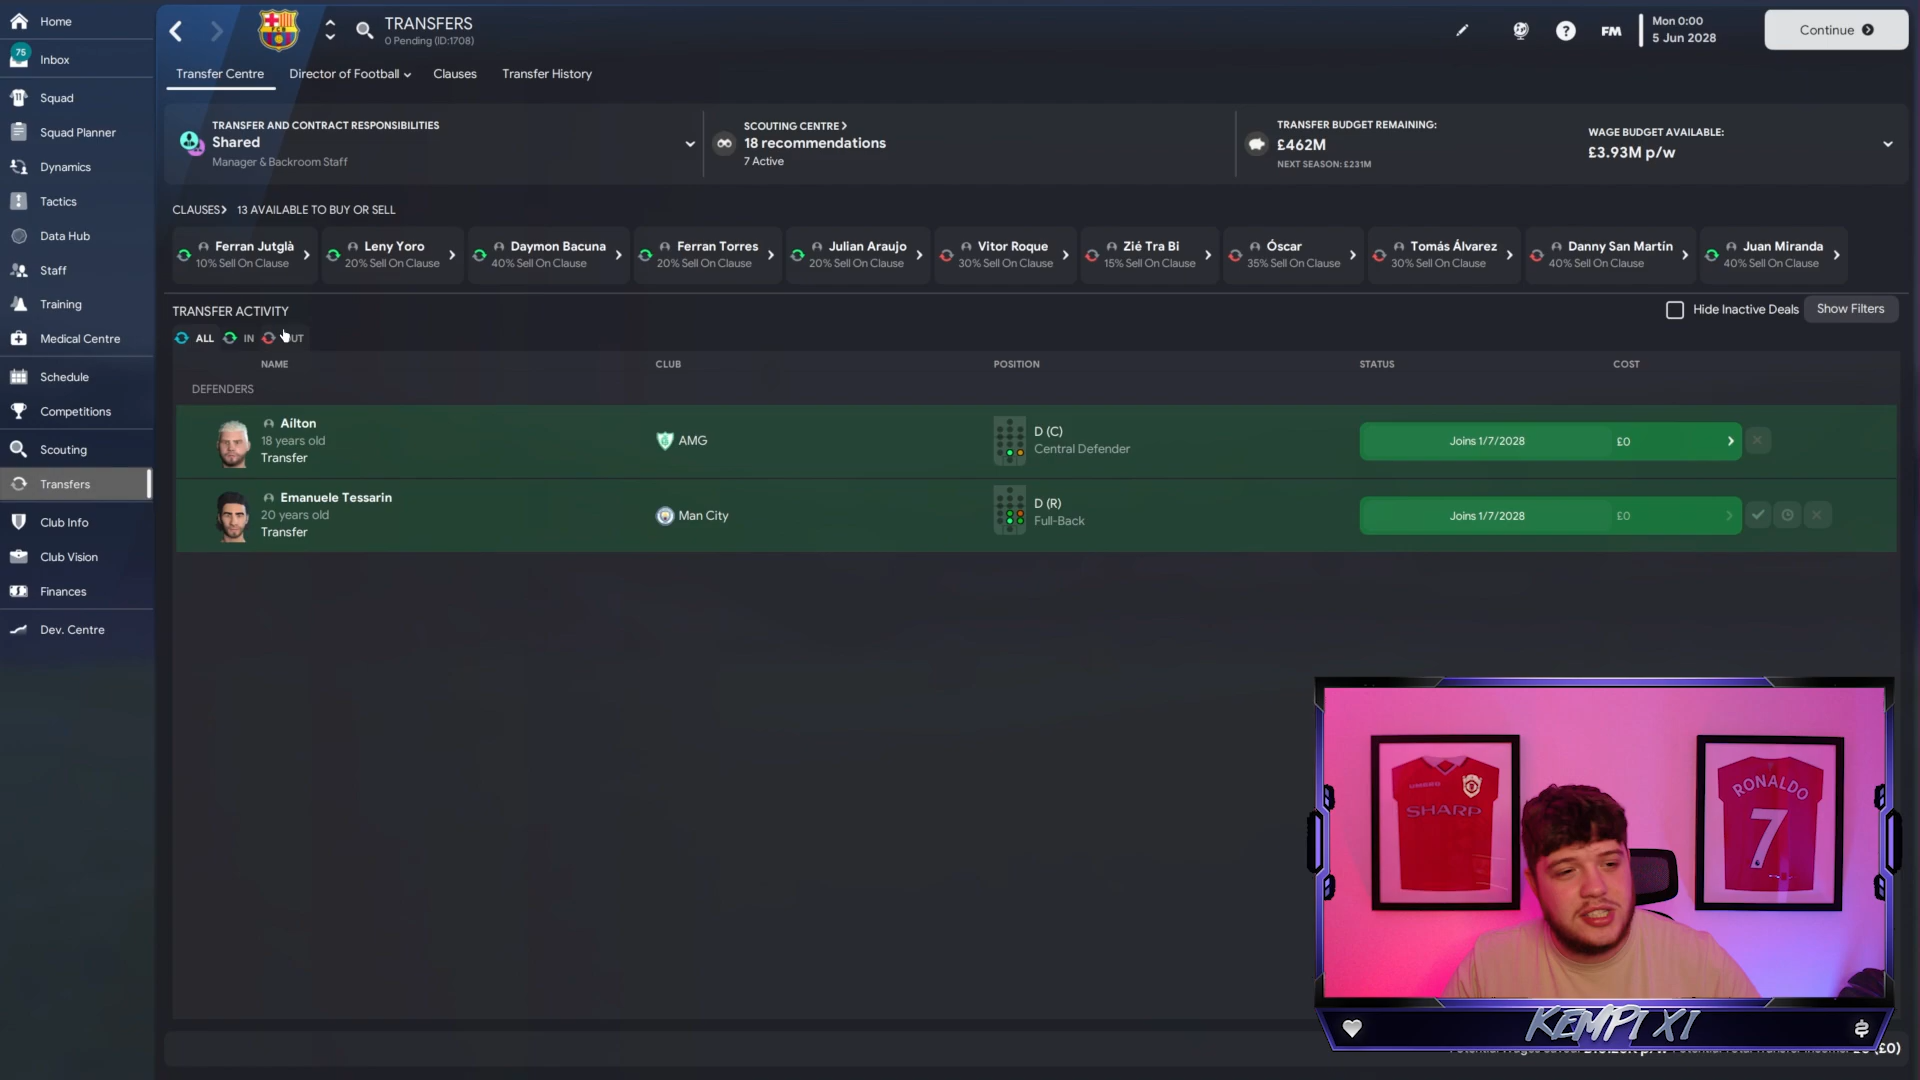 Home
75
Inbox
Squad
Squad Planner
Dynamics
Tactics
Data Hub
Staff
Training
Medical Centre
Schedule
Competitions
Scouting
Transfers
Club Info
Club Vision
Finances
Dev. Centre
TRANSFERS
0 Pending (ID:1708)
FM
Mon 0:00
5 Jun 2028
Continue
Transfer Centre
Director of Football
Clauses
Transfer History
TRANSFER AND CONTRACT RESPONSIBILITIES
Shared
Manager & Backroom Staff
SCOUTING CENTRE>
18 recommendations
7 Active
TRANSFER BUDGET REMAINING:
£462M
NEXT SEASON: £231M
WAGE BUDGET AVAILABLE:
£3.93M p/w
CLAUSES> 13 AVAILABLE TO BUY OR SELL
Ferran Jutglà
10% Sell On Clause
Leny Yoro
20% Sell On Clause
Daymon Bacuna
40% Sell On Clause
Ferran Torres
20% Sell On Clause
Julian Araujo
20% Sell On Clause
Vitor Roque
30% Sell On Clause
Zié Tra Bi
15% Sell On Clause
Óscar
35% Sell On Clause
Tomás Álvarez
30% Sell On Clause
Danny San Martín
40% Sell On Clause
Juan Miranda
40% Sell On Clause
TRANSFER ACTIVITY
Hide Inactive Deals
Show Filters
ALL IN
NAME CLUB POSITION STATUS COST
DEFENDERS
Aílton
18 years old
Transfer
AMG
D (C)
Central Defender
Joins 1/7/2028 £0
Emanuele Tessarin
20 years old
Transfer
Man City
D (R)
Full-Back
Joins 1/7/2028 £0
UMBRO
SHARP
RONALDO
7
KEMPI XI
(£0)